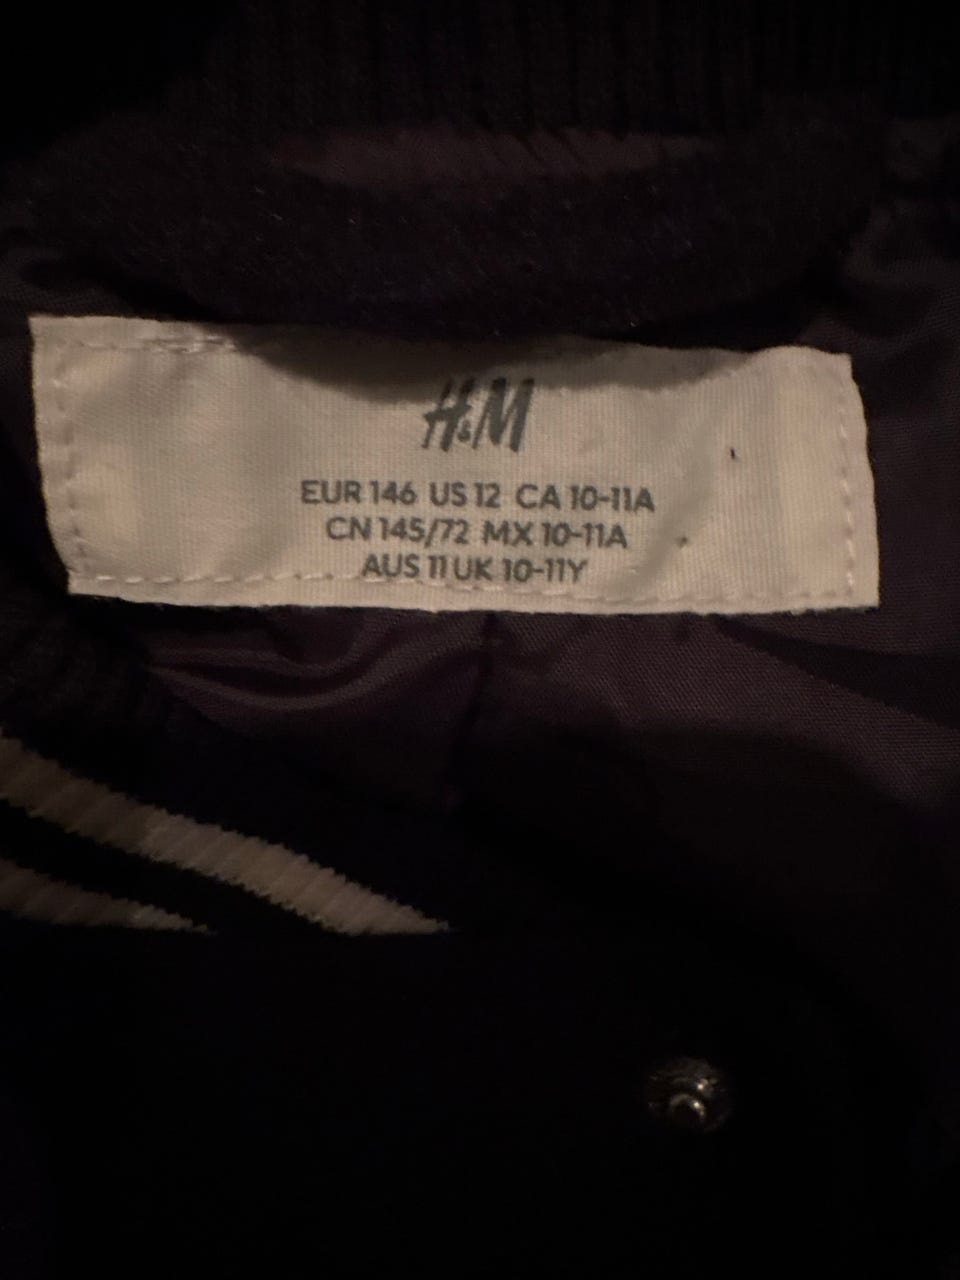 H&M
EUR 146 US 12 CA 10-11A
CN 145/72 MX 10-11A
AUS 11 UK 10-11Y